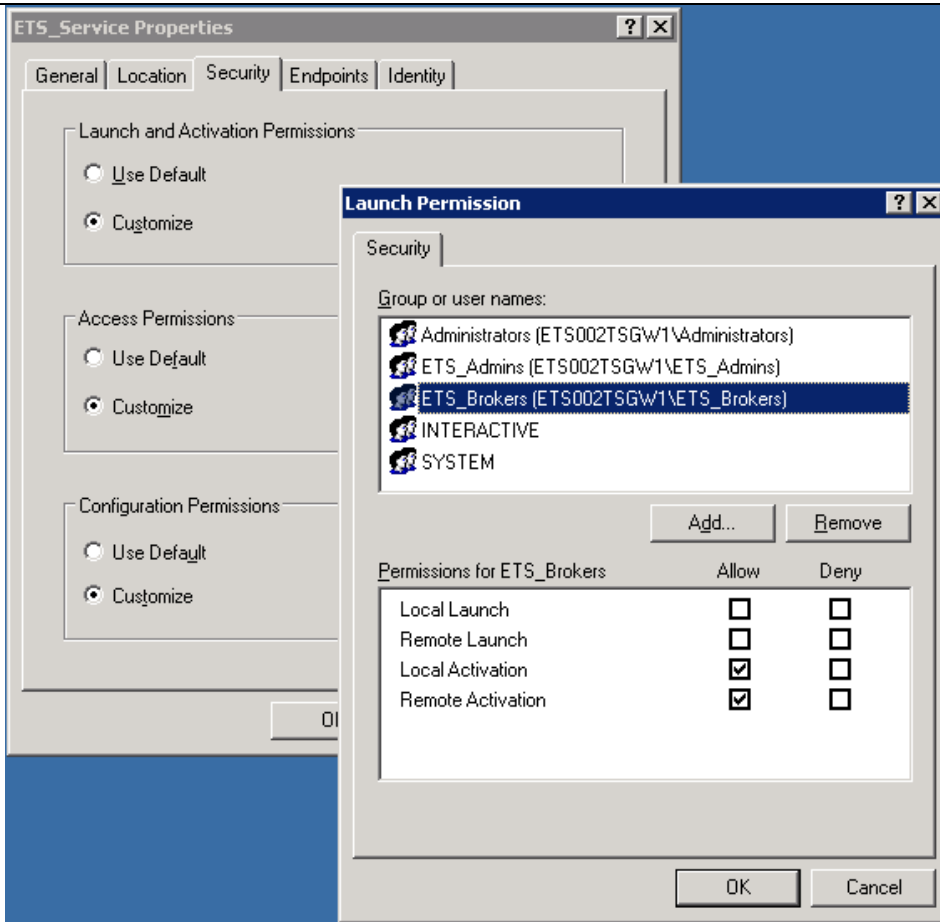 ETS_Service Properties
General Location Security Endpoints Identity
Launch and Activation Permissions
Use Default
Customize
Access Permissions
Use Default
Customize
Configuration Permissions
Use Default
Customize
Launch Permission
Security
Group or user names:
Administrators (ETS002TSGW1\Administrators)
ETS_Admins (ETS002TSGW1\ETS_Admins)
ETS_Brokers (ETS002TSGW1\ETS_Brokers)
INTERACTIVE
SYSTEM
Add... Remove
Permissions for ETS_Brokers Allow Deny
Local Launch
Remote Launch
Local Activation
Remote Activation
OK Cancel